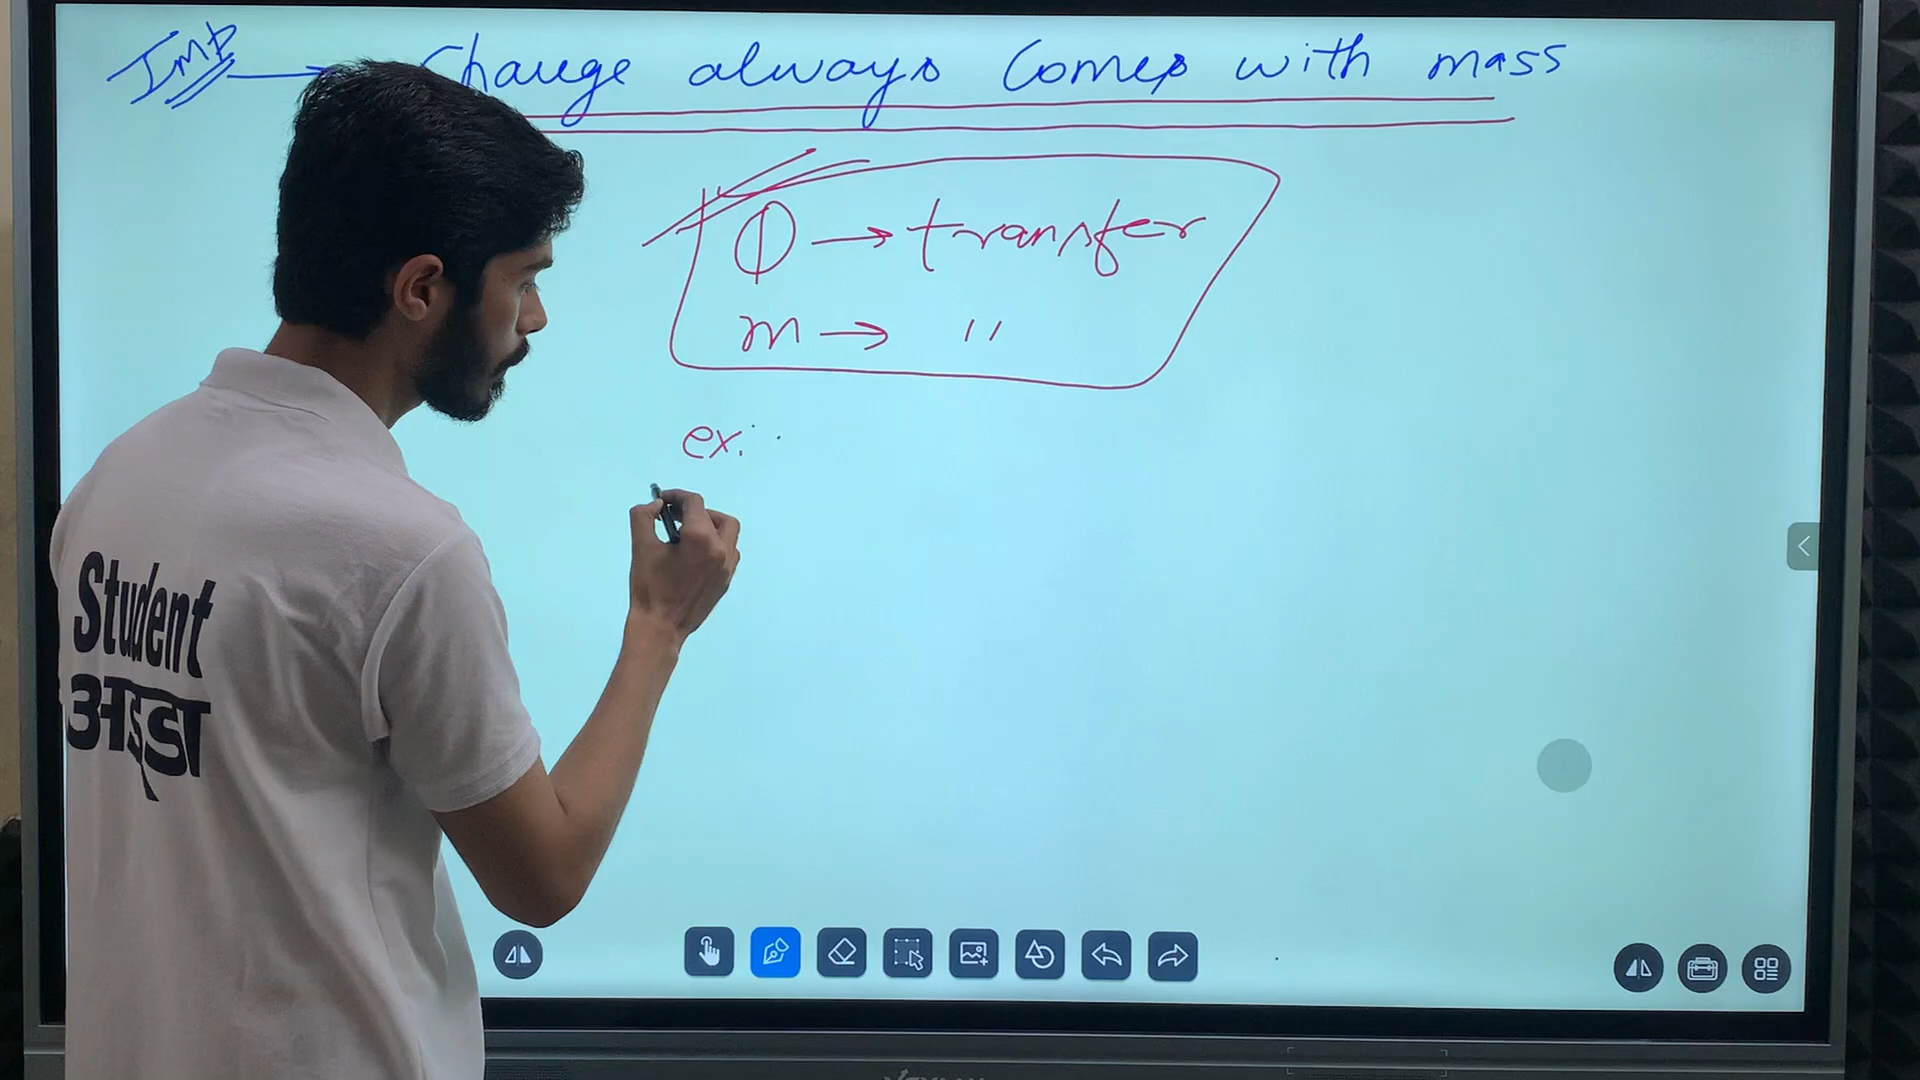 Imp → Charge always comes with mass
φ → transfer
m → "
ex:
Student
अड्डा